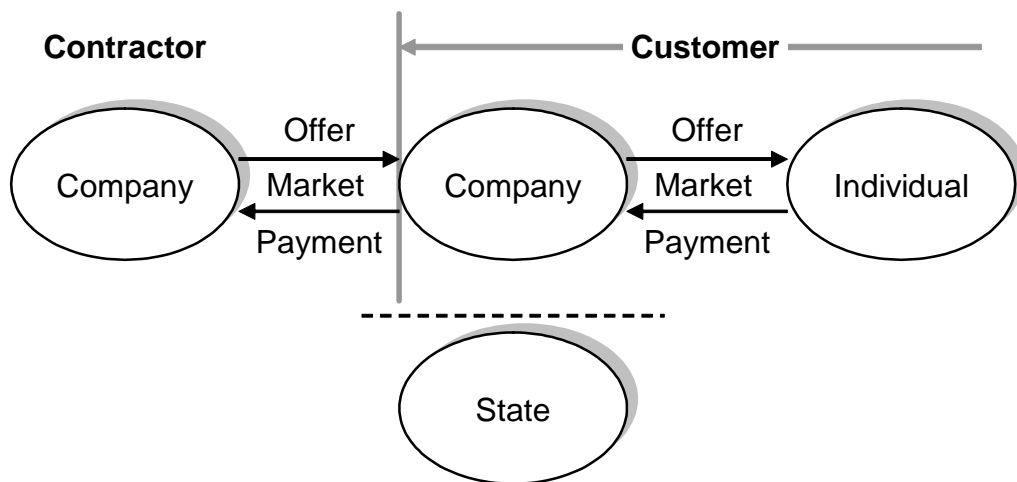 Contractor
Customer
Offer
Offer
Company
Market
Company
Market
Individual
Payment
Payment
State